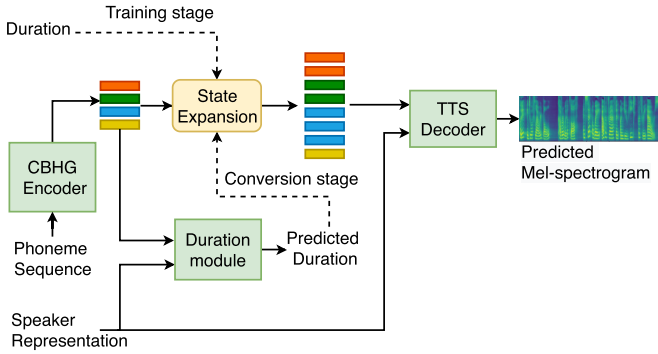 Training stage
Duration
State
Expansion
TTS
Decoder
CBHG
Encoder
Predicted
Mel-spectrogram
Conversion stage
Phoneme
Sequence
Duration
module
Predicted
Duration
Speaker
Representation